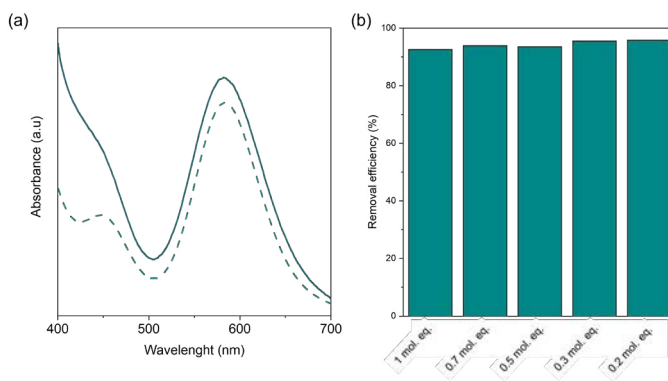 (a)
Absorbance (a.u)
400
500
600
700
Wavelenght (nm)
(b)
Removal efficiency (%)
100
80
60
40
20
0
1 mol. eq.
0.7 mol. eq.
0.5 mol. eq.
0.3 mol. eq.
0.2 mol. eq.